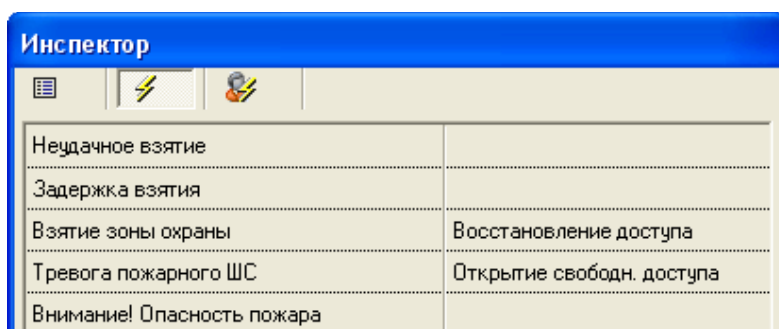 Инспектор
Неудачное взятие
Задержка взятия
Взятие зоны охраны Восстановление доступа
Тревога пожарного ШС Открытие свободн. доступа
Внимание! Опасность пожара